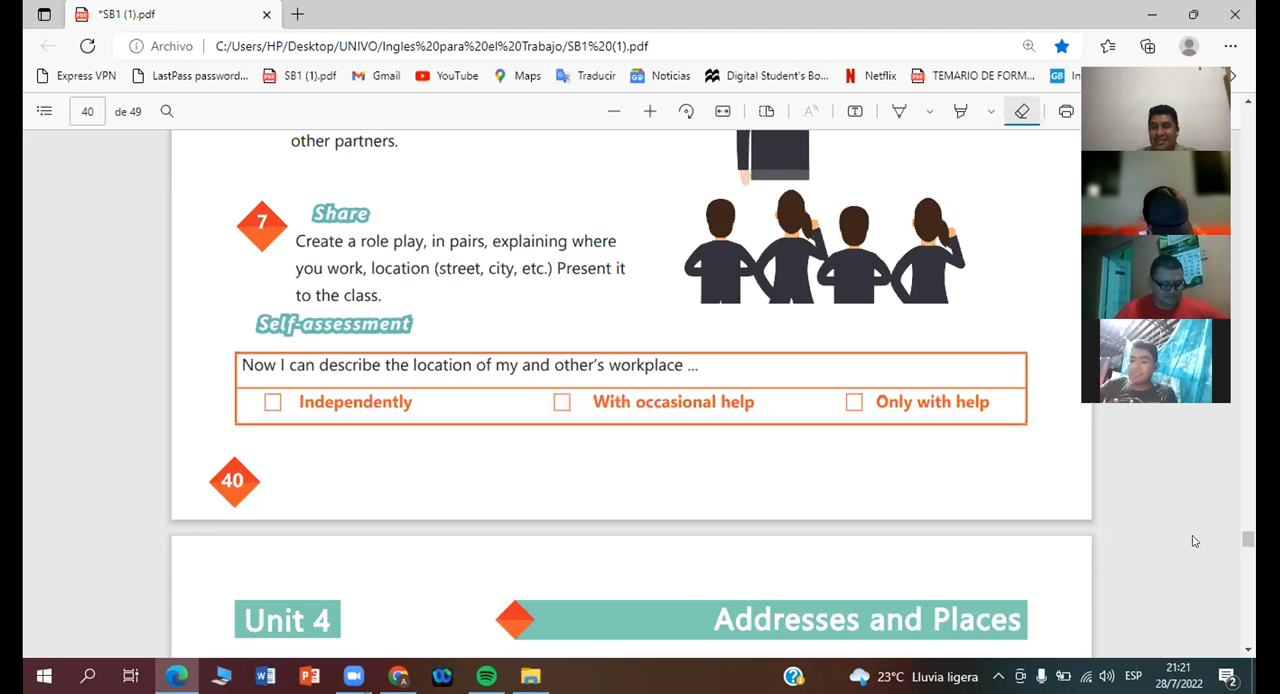 *SB1 (1).pdf
Archivo
C:/Users/HP/Desktop/UNIVO/Ingles%20para%20el%20Trabajo/SB1%20(1).pdf
Express VPN
LastPass password...
SB1 (1).pdf
Gmail
YouTube
Maps
Traducir
Noticias
Digital Student's Bo...
Netflix
TEMARIO DE FORM...
GB
In
40
de 49
other partners.
7
Share
Create a role play, in pairs, explaining where
you work, location (street, city, etc.) Present it
to the class.
Self-assessment
Now I can describe the location of my and other's workplace ...
Independently
With occasional help
Only with help
40
Unit 4
Addresses and Places
23°C Lluvia ligera
ESP
21:21
28/7/2022
2